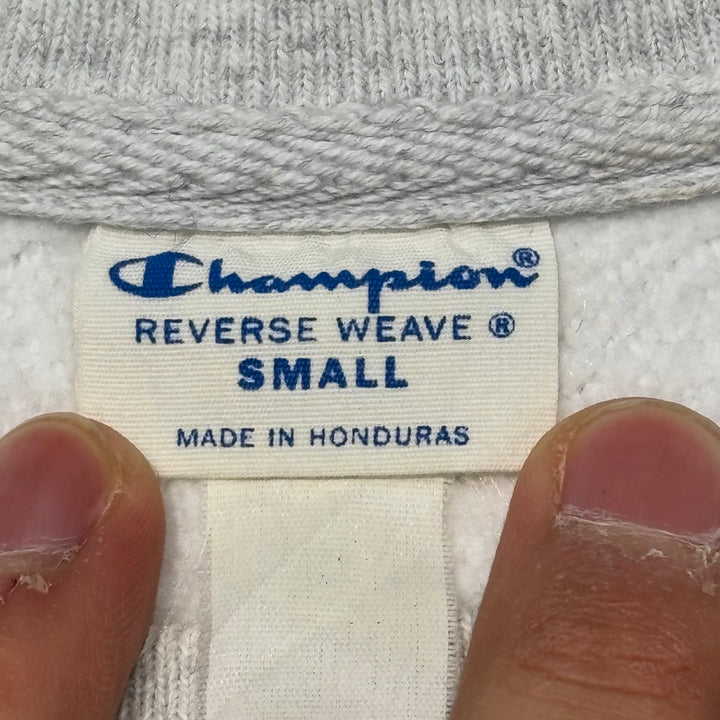 Champion®
REVERSE WEAVE ®
SMALL
MADE IN HONDURAS